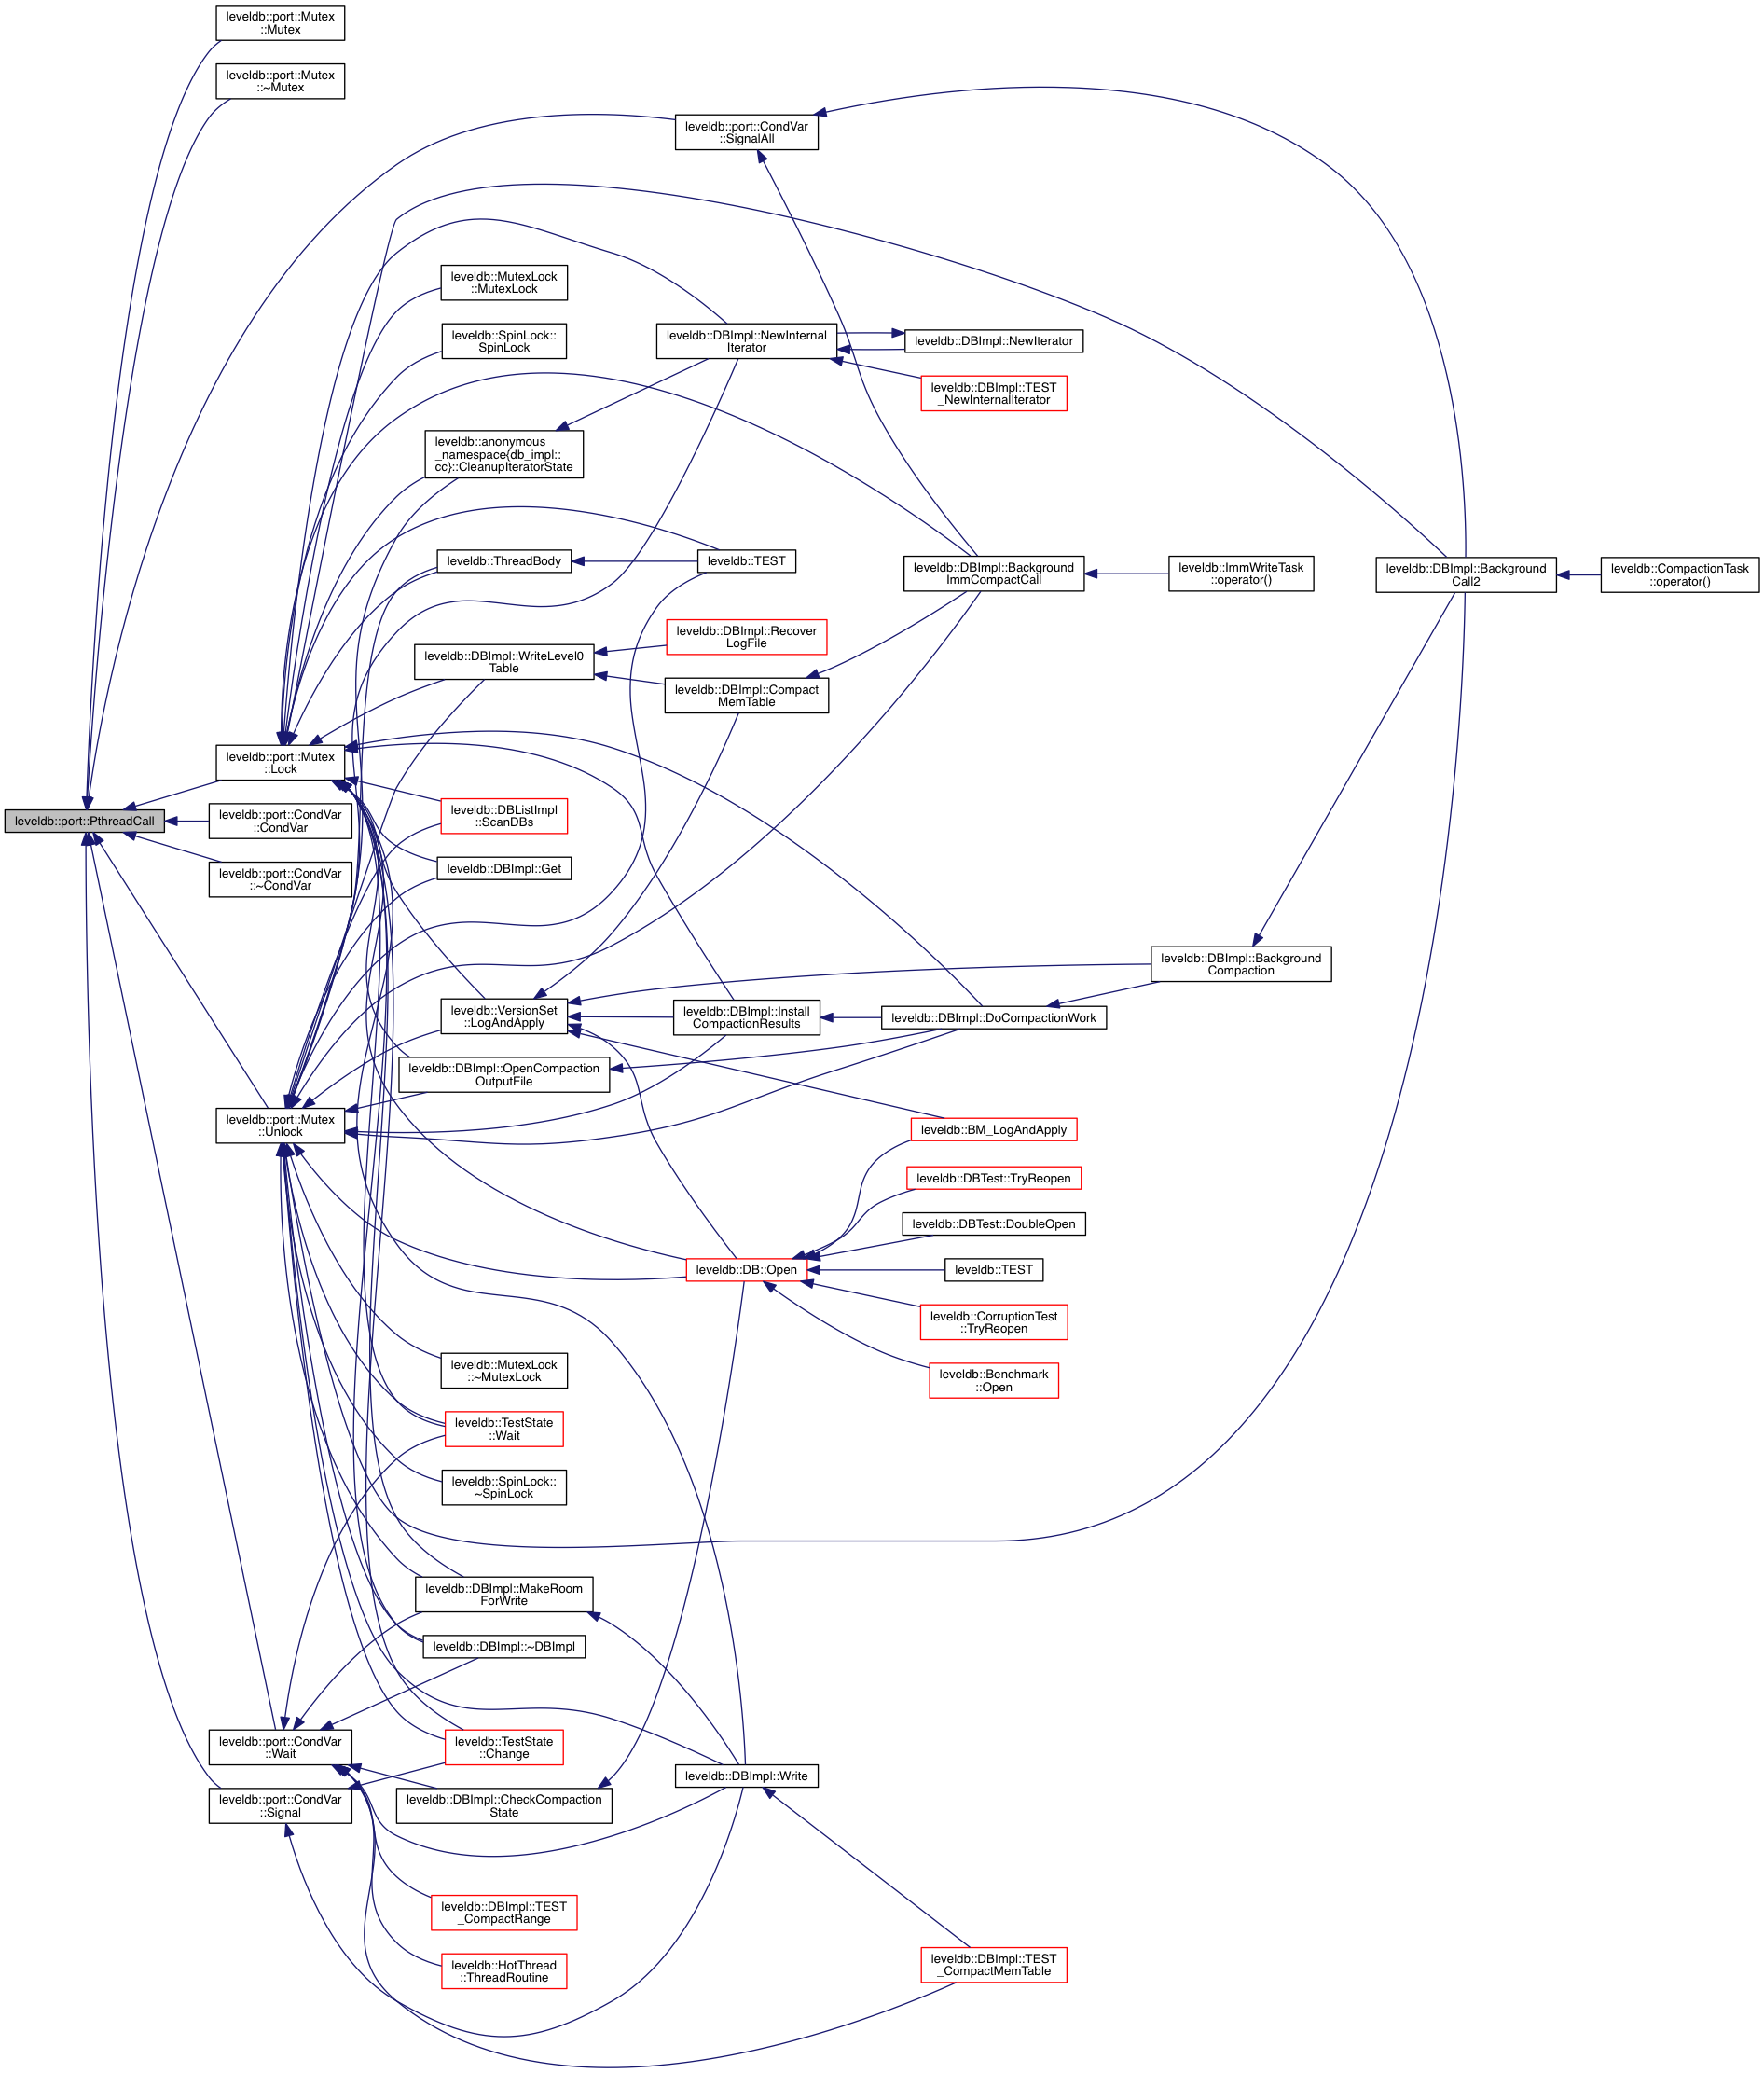 leveldb::port::Mutex
::Mutex
leveldb::port::Mutex
::~Mutex
leveldb::port::CondVar
::SignalAll
leveldb::MutexLock
::MutexLock
leveldb::SpinLock::
SpinLock
leveldb::DBImpl::NewInternal
Iterator
leveldb::DBImpl::NewIterator
leveldb::DBImpl::TEST
_NewInternalIterator
leveldb::anonymous
_namespace{db_impl::
cc}::CleanupIteratorState
leveldb::ThreadBody
leveldb::TEST
leveldb::DBImpl::Background
ImmCompactCall
leveldb::ImmWriteTask
::operator()
leveldb::DBImpl::Background
Call2
leveldb::CompactionTask
::operator()
leveldb::DBImpl::WriteLevel0
Table
leveldb::DBImpl::Recover
LogFile
leveldb::DBImpl::Compact
MemTable
leveldb::port::Mutex
::Lock
leveldb::port::PthreadCall
leveldb::port::CondVar
::CondVar
leveldb::DBListImpl
::ScanDBs
leveldb::port::CondVar
::~CondVar
leveldb::DBImpl::Get
leveldb::DBImpl::Background
Compaction
leveldb::VersionSet
::LogAndApply
leveldb::DBImpl::Install
CompactionResults
leveldb::DBImpl::DoCompactionWork
leveldb::DBImpl::OpenCompaction
OutputFile
leveldb::port::Mutex
::Unlock
leveldb::BM_LogAndApply
leveldb::DBTest::TryReopen
leveldb::DBTest::DoubleOpen
leveldb::DB::Open
leveldb::TEST
leveldb::CorruptionTest
::TryReopen
leveldb::Benchmark
::Open
leveldb::MutexLock
::~MutexLock
leveldb::TestState
::Wait
leveldb::SpinLock::
~SpinLock
leveldb::DBImpl::MakeRoom
ForWrite
leveldb::DBImpl::~DBImpl
leveldb::port::CondVar
::Wait
leveldb::TestState
::Change
leveldb::DBImpl::Write
leveldb::port::CondVar
::Signal
leveldb::DBImpl::CheckCompaction
State
leveldb::DBImpl::TEST
_CompactRange
leveldb::HotThread
::ThreadRoutine
leveldb::DBImpl::TEST
_CompactMemTable